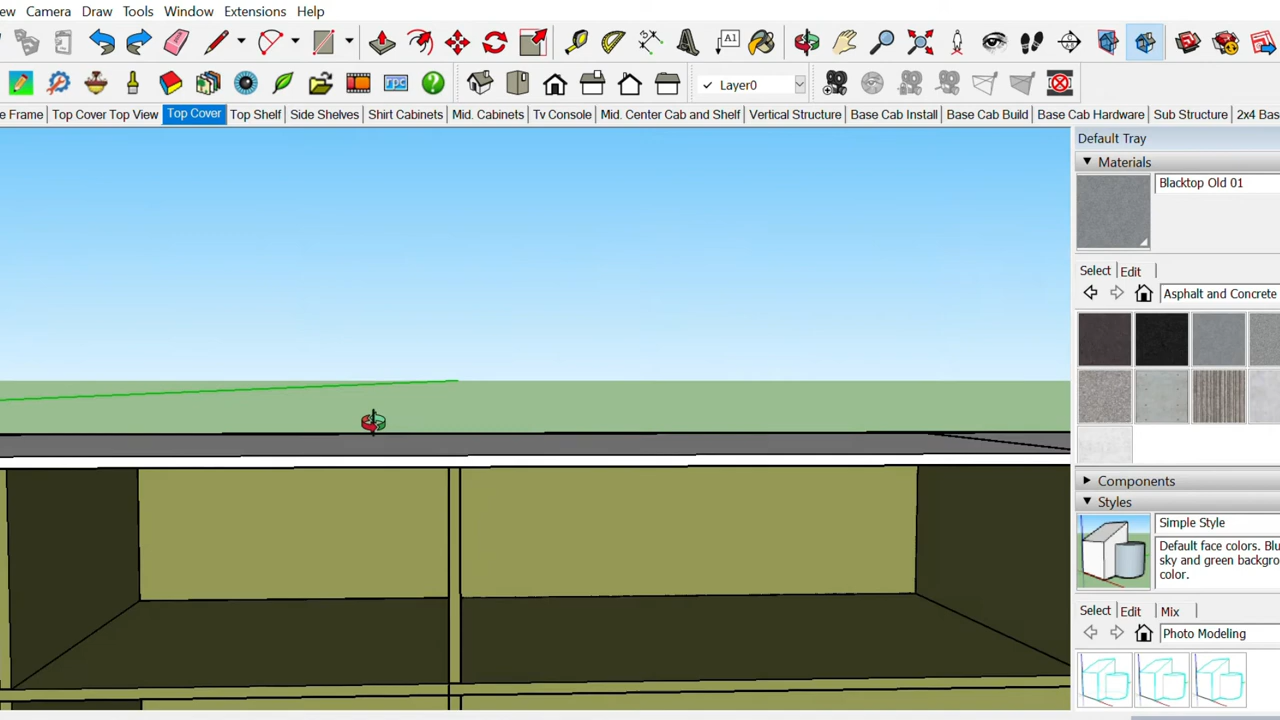 ew Camera Draw Tools Window Extensions Help
A1
rpc ? Layer0
e Frame Top Cover Top View Top Cover Top Shelf Side Shelves Shirt Cabinets Mid. Cabinets Tv Console Mid. Center Cab and Shelf Vertical Structure Base Cab Install Base Cab Build Base Cab Hardware Sub Structure 2x4 Bas
Default Tray
Materials
Blacktop Old 01
Select Edit
Asphalt and Concrete
Components
Styles
Simple Style
Default face colors. Blu
sky and green backgro
color.
Select Edit Mix
Photo Modeling